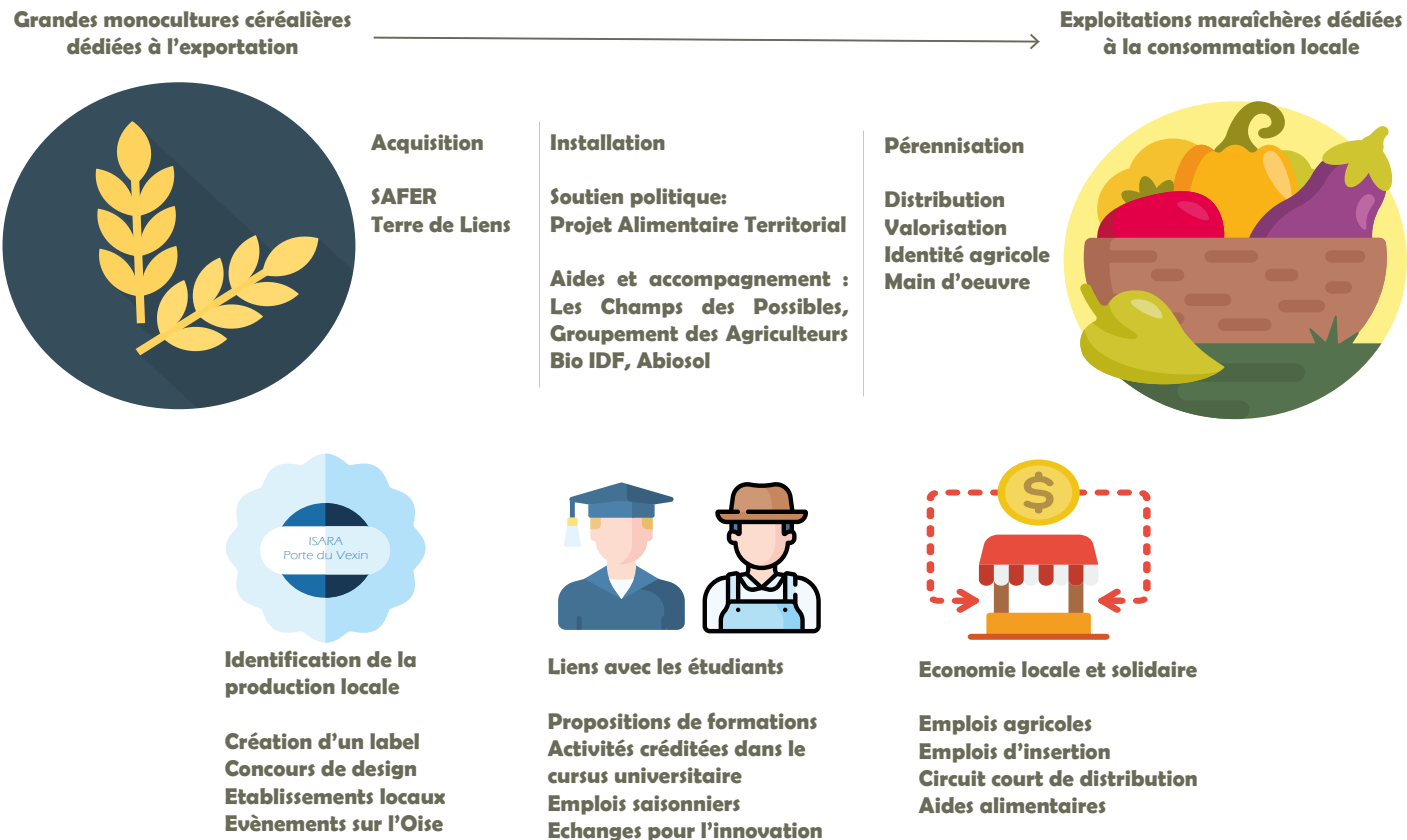 Grandes monocultures céréalières
dédiées à l'exportation
Exploitations maraîchères dédiées
à la consommation locale
Acquisition
SAFER
Terre de Liens
Installation
Soutien politique:
Projet Alimentaire Territorial
Aides et accompagnement :
Les Champs des Possibles,
Groupement des Agriculteurs
Bio IDF, Abiosol
Pérennisation
Distribution
Valorisation
Identité agricole
Main d'oeuvre
ISARA
Porte du Vexin
Identification de la
production locale
Création d'un label
Concours de design
Etablissements locaux
Evènements sur l'Oise
Liens avec les étudiants
Propositions de formations
Activités créditées dans le
cursus universitaire
Emplois saisonniers
Echanges pour l'innovation
$
Economie locale et solidaire
Emplois agricoles
Emplois d'insertion
Circuit court de distribution
Aides alimentaires